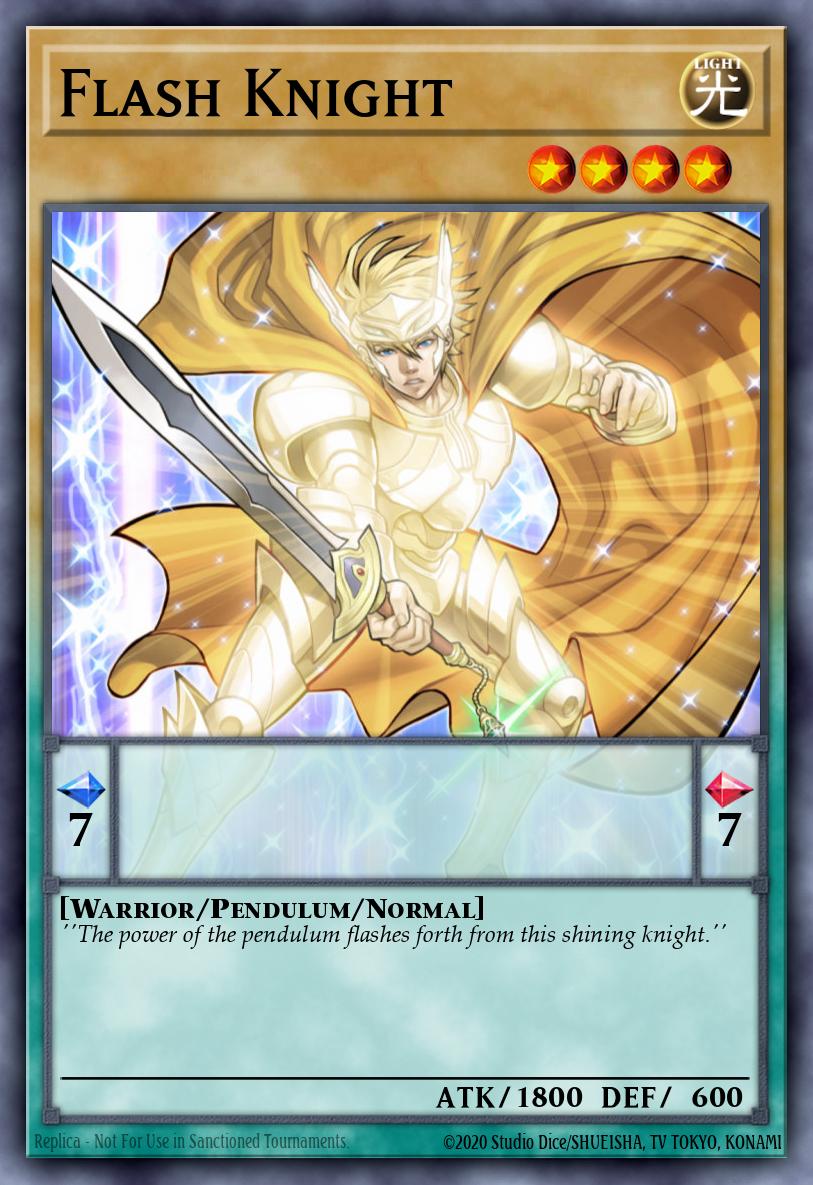 Flash Knight
LIGHT
光
7
7
[Warrior/Pendulum/Normal]
''The power of the pendulum flashes forth from this shining knight.''
ATK/1800 DEF/ 600
Replica - Not For Use in Sanctioned Tournaments.
©2020 Studio Dice/SHUEISHA, TV TOKYO, KONAMI